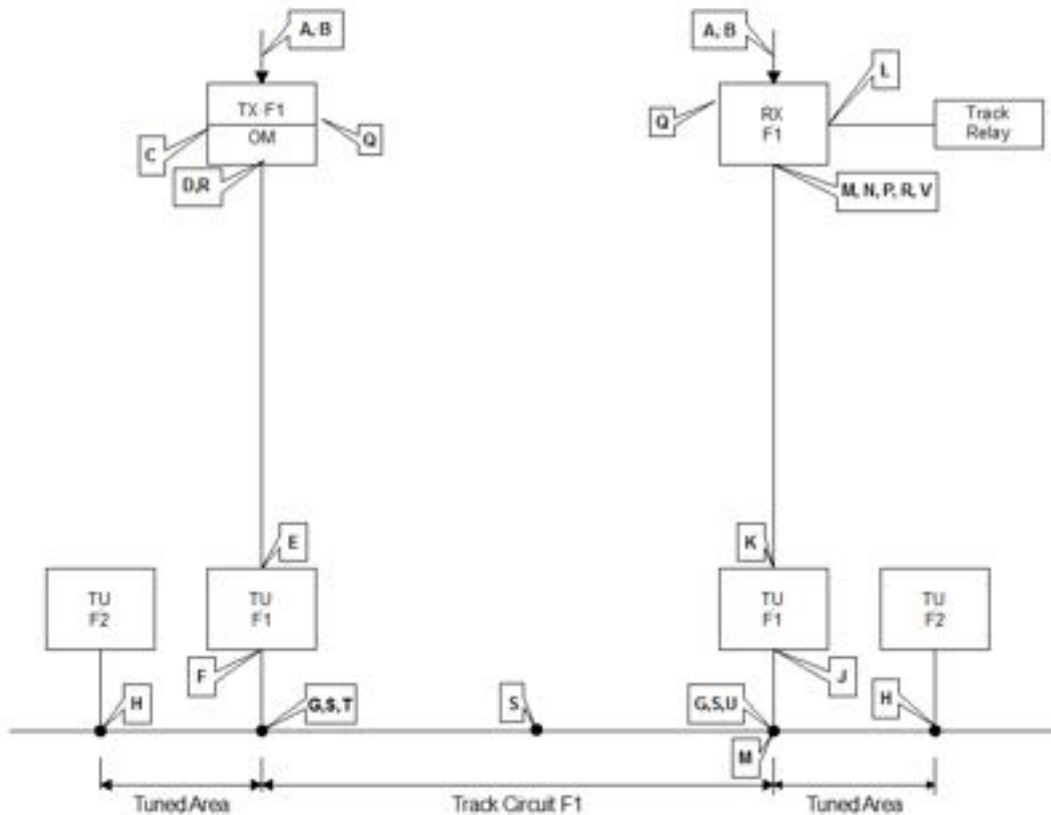 A, B
A, B
L
TX F1
OM
Q
C
D,R
Q
RX
F1
Track
Relay
M, N, P, R, V
E
K
TU
F2
TU
F1
TU
F1
TU
F2
F
J
H
G,S,T
S
G,S,U
H
M
Tuned Area
Track Circuit F1
Tuned Area